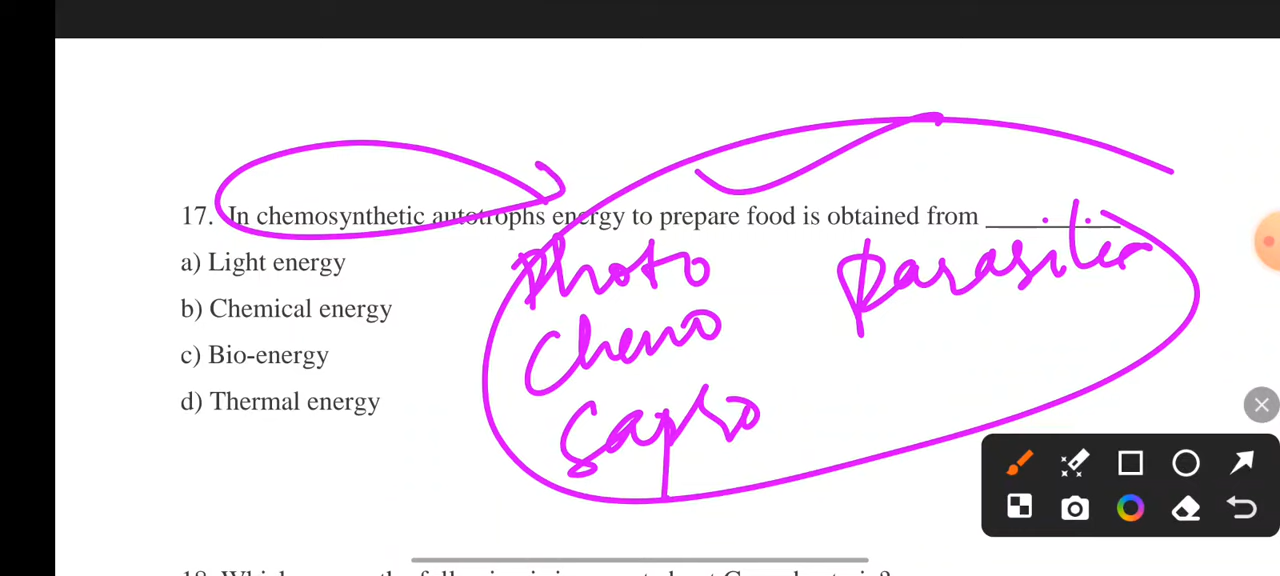 17. In chemosynthetic autotrophs energy to prepare food is obtained from ________
a) Light energy
b) Chemical energy
c) Bio-energy
d) Thermal energy
photo
chemo
sapro
parasitic